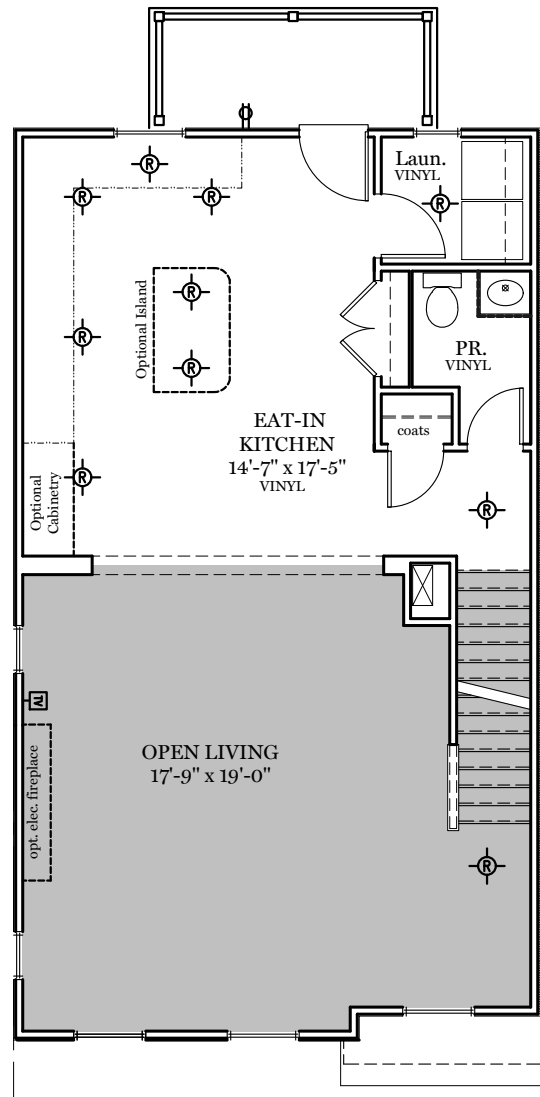 Laun.
VINYL
R
R
R
R
R
Optional Island
PR.
VINYL
R
R
EAT-IN
KITCHEN
14'-7" x 17'-5"
VINYL
coats
R
Optional
Cabinetry
R
TV
OPEN LIVING
17'-9" x 19'-0"
opt. elec. fireplace
R